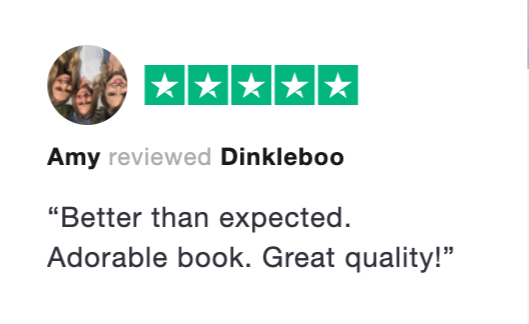 Amy reviewed Dinkleboo
“Better than expected.
Adorable book. Great quality!”